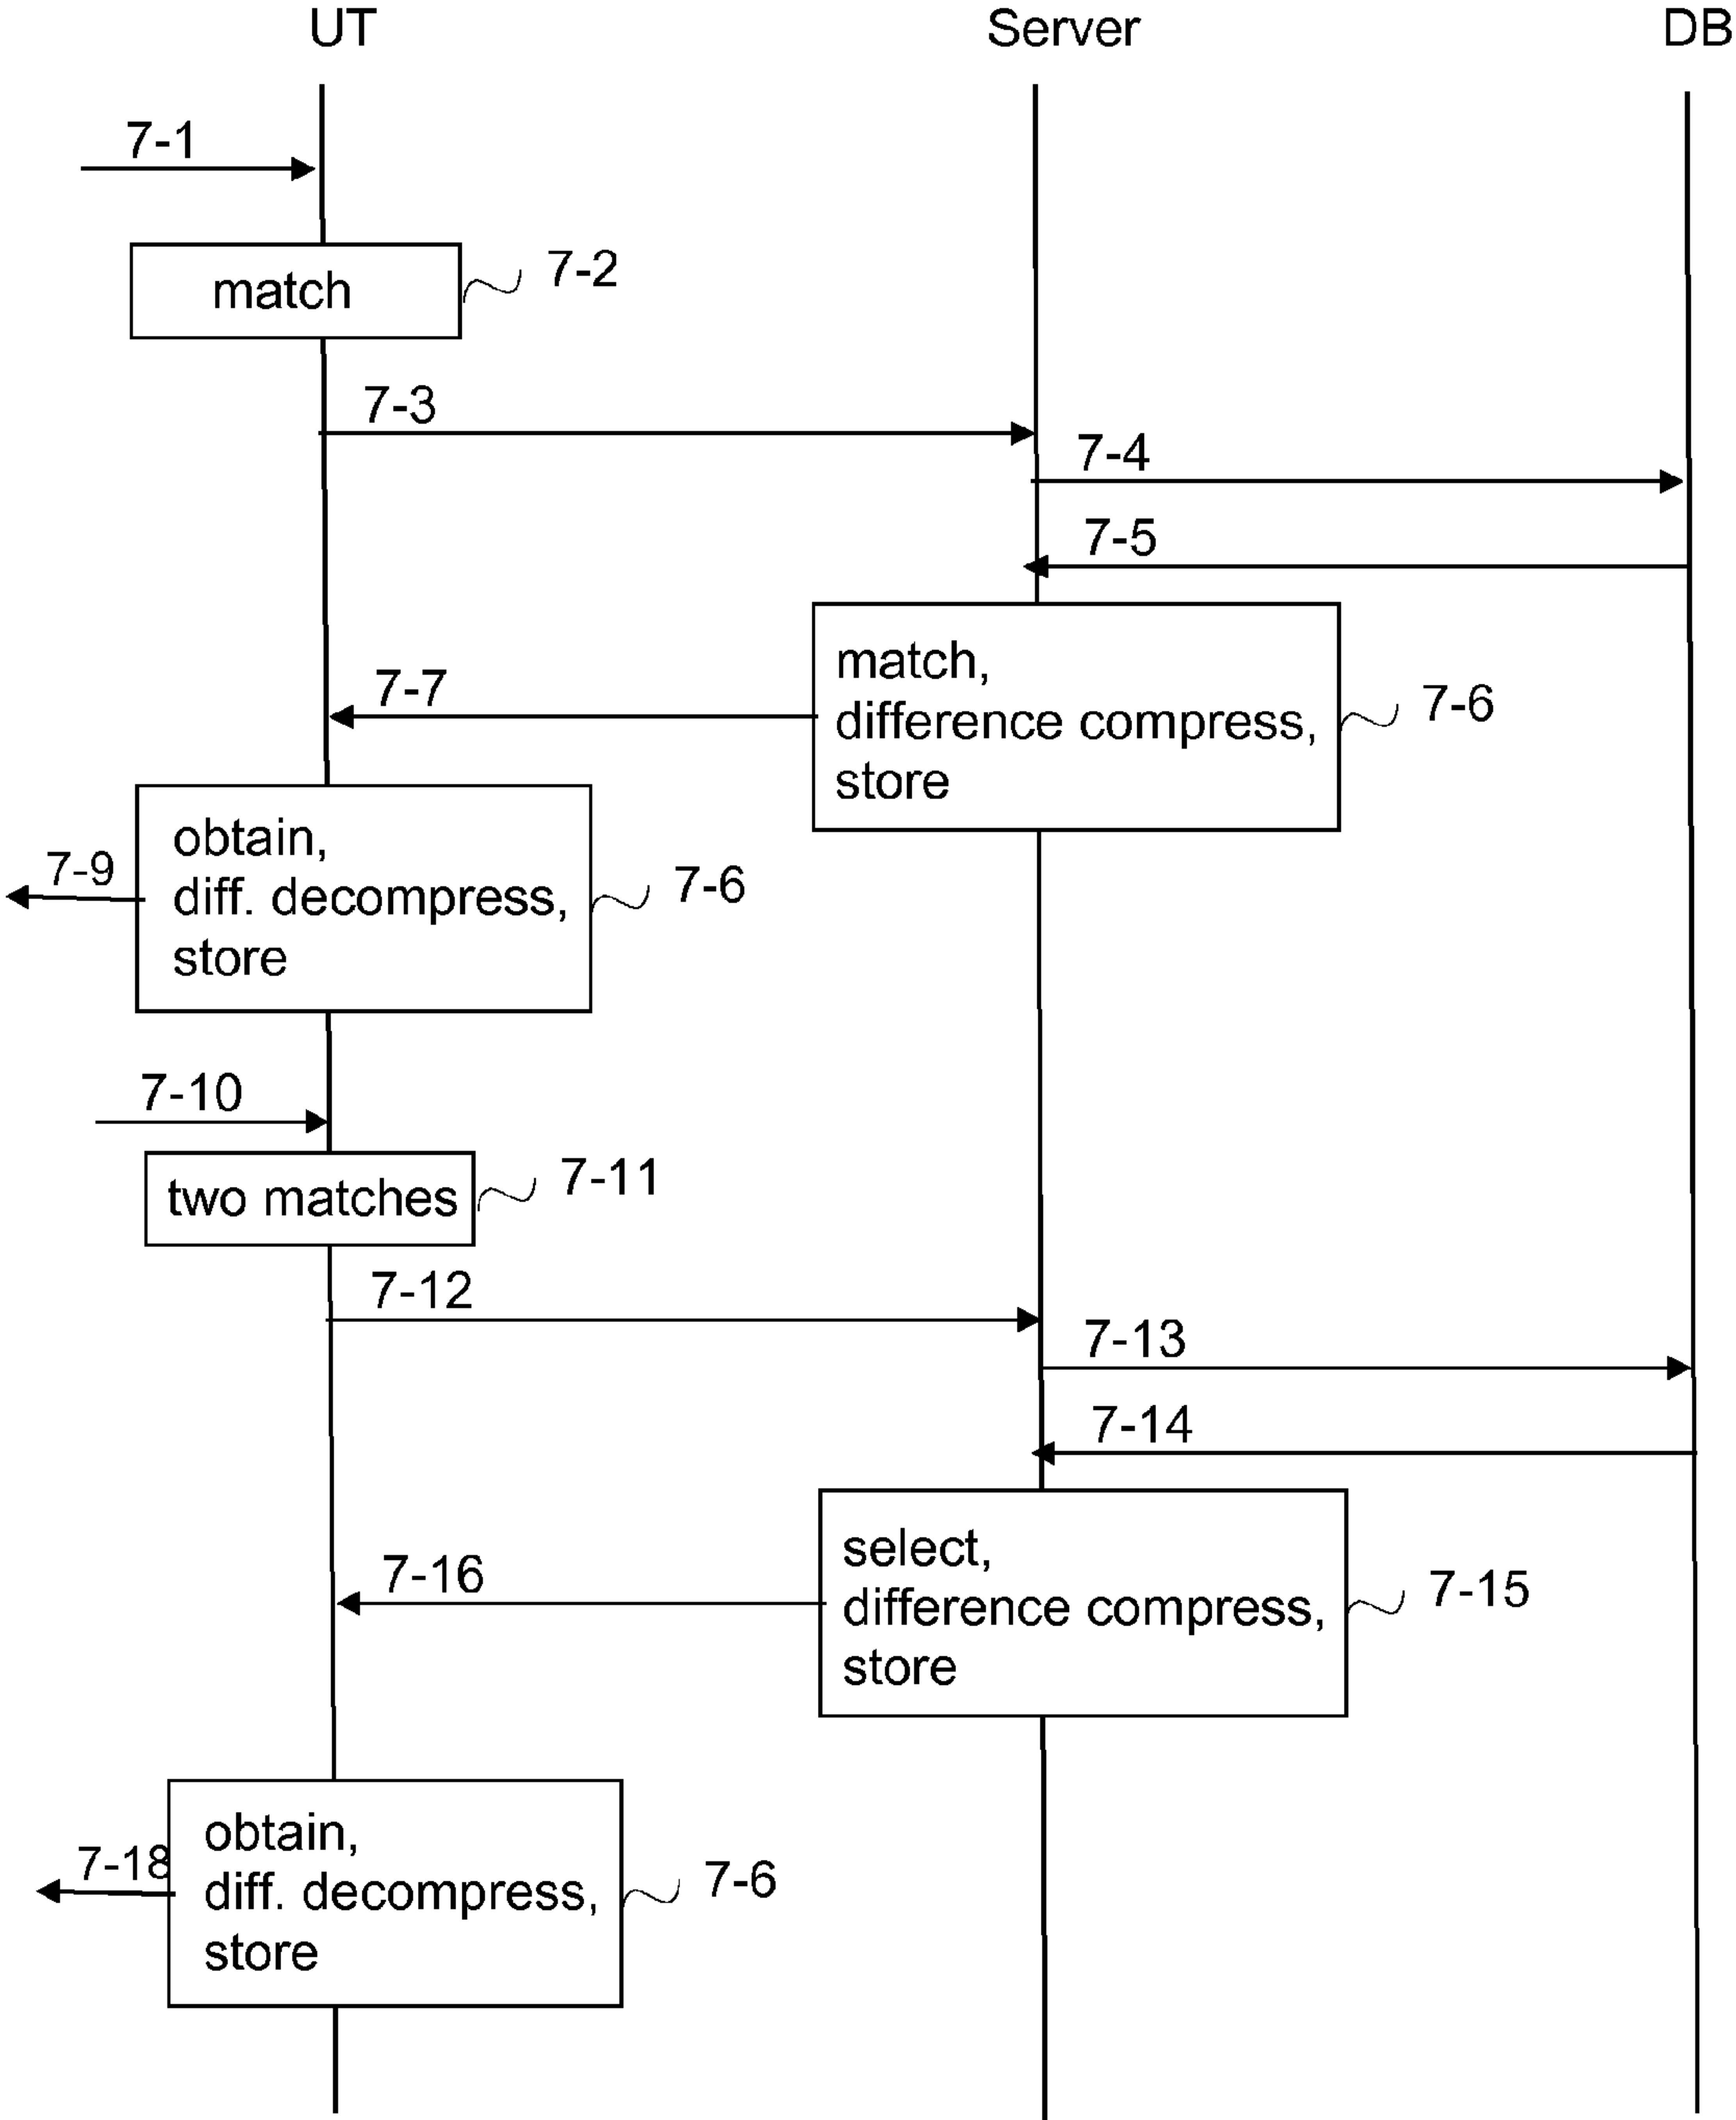 UT
Server
DB
7-1
match
7-2
7-3
7-4
7-5
match,
difference compress,
store
7-6
7-7
obtain,
diff. decompress,
store
7-6
7-9
7-10
two matches
7-11
7-12
7-13
7-14
select,
difference compress,
store
7-15
7-16
obtain,
diff. decompress,
store
7-6
7-18